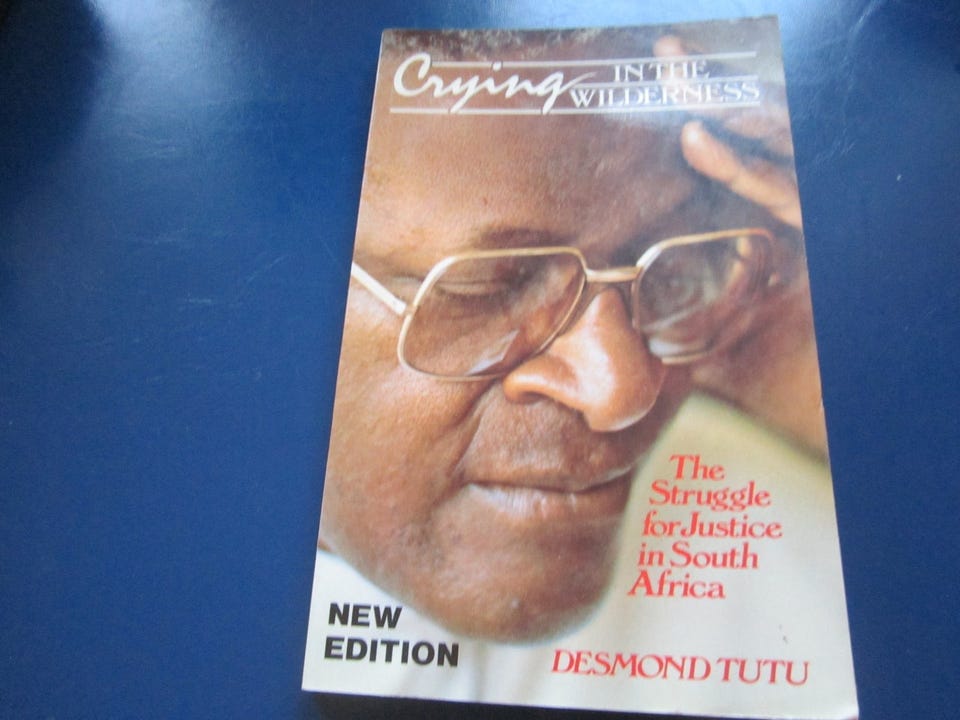 Crying IN THE
WILDERNESS
The
Struggle
for Justice
in South
Africa
NEW
EDITION
DESMOND TUTU